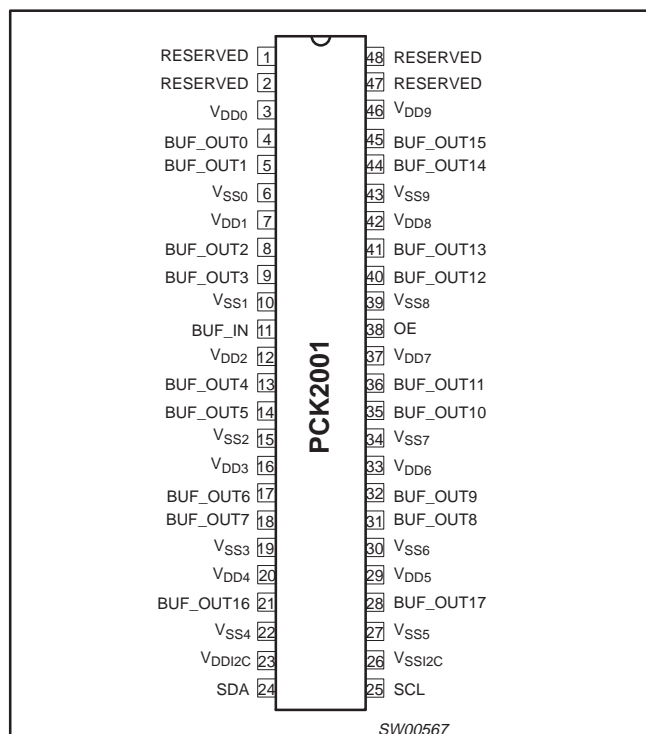 RESERVED 1 48 RESERVED
RESERVED 2 47 RESERVED
VDD0 3 46 VDD9
BUF_OUT0 4 45 BUF_OUT15
BUF_OUT1 5 44 BUF_OUT14
VSS0 6 43 VSS9
VDD1 7 42 VDD8
BUF_OUT2 8 41 BUF_OUT13
BUF_OUT3 9 40 BUF_OUT12
VSS1 10 39 VSS8
BUF_IN 11 38 OE
VDD2 12 37 VDD7
BUF_OUT4 13 36 BUF_OUT11
BUF_OUT5 14 35 BUF_OUT10
VSS2 15 34 VSS7
VDD3 16 33 VDD6
BUF_OUT6 17 32 BUF_OUT9
BUF_OUT7 18 31 BUF_OUT8
VSS3 19 30 VSS6
VDD4 20 29 VDD5
BUF_OUT16 21 28 BUF_OUT17
VSS4 22 27 VSS5
VDDI2C 23 26 VSSI2C
SDA 24 25 SCL
PCK2001
SW00567